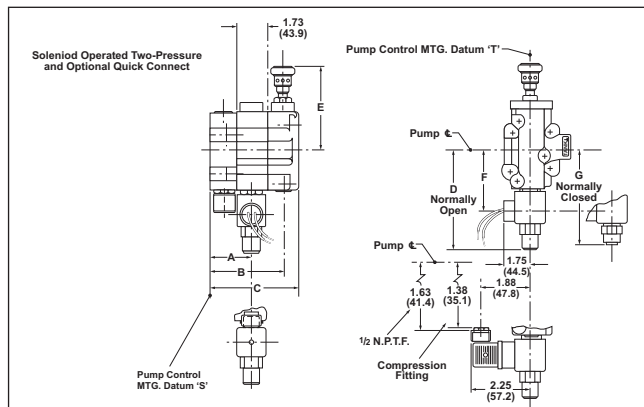 1.73
(43.9)
Soleniod Operated Two-Pressure
and Optional Quick Connect
E
A
B
C
Pump Control
MTG. Datum ‘S’
Pump Control MTG. Datum ‘T’
Pump ℄
D
Normally
Open
F
G
Normally
Closed
Pump ℄
1.75
(44.5)
1.88
(47.8)
1.63
(41.4)
1.38
(35.1)
1/2 N.P.T.F.
Compression
Fitting
2.25
(57.2)